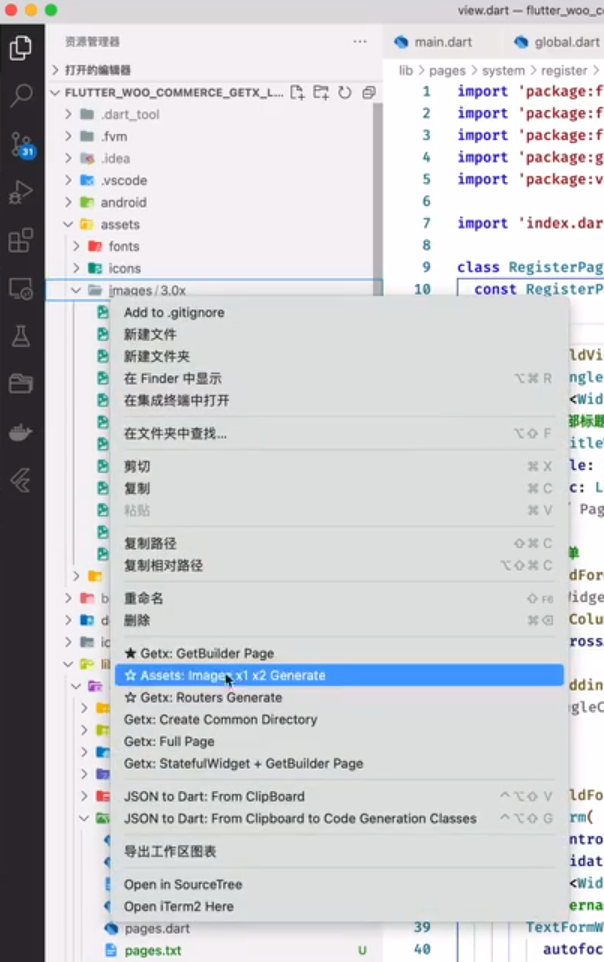 view.dart — flutter_woo_co
资源管理器
main.dart
global.dart
打开的编辑器
lib > pages > system > register >
FLUTTER_WOO_COMMERCE_GETX_L...
1 import 'package:f
.dart_tool
2 import 'package:f
.fvm
3 import 'package:f
.idea
4 import 'package:g
.vscode
5 import 'package:v
31
android
6
assets
7 import 'index.dar
fonts
8
icons
9 class RegisterPag
images / 3.0x
10 const RegisterP
Add to .gitignore
新建文件
新建文件夹
ldVi
在 Finder 中显示 ⌥⌘ R
ngle
在集成终端中打开
<Wid
部标题
在文件夹中查找... ⌥⇧ F
itle
剪切 ⌘ X
le:
复制 ⌘ C
c: L
粘贴 ⌘ V
Pag
复制路径 ⇧⌘ C
单
复制相对路径 ⌥⇧⌘ C
dForm
重命名 ⇧ F6
idge
删除 ⌘⌫
Colu
ross
★ Getx: GetBuilder Page
☆ Assets: Images x1 x2 Generate
ddin
☆ Getx: Routers Generate
gleC
Getx: Create Common Directory
Getx: Full Page
Getx: StatefulWidget + GetBuilder Page
JSON to Dart: From ClipBoard ^⌥⇧ V
ldFo
JSON to Dart: From Clipboard to Code Generation Classes ^⌥⇧ G
rm(
ntro
导出工作区图表
idat
Open in SourceTree
<Wid
Open iTerm2 Here
erna
pages.dart
39 TextFormW
pages.txt U
40 autofoc